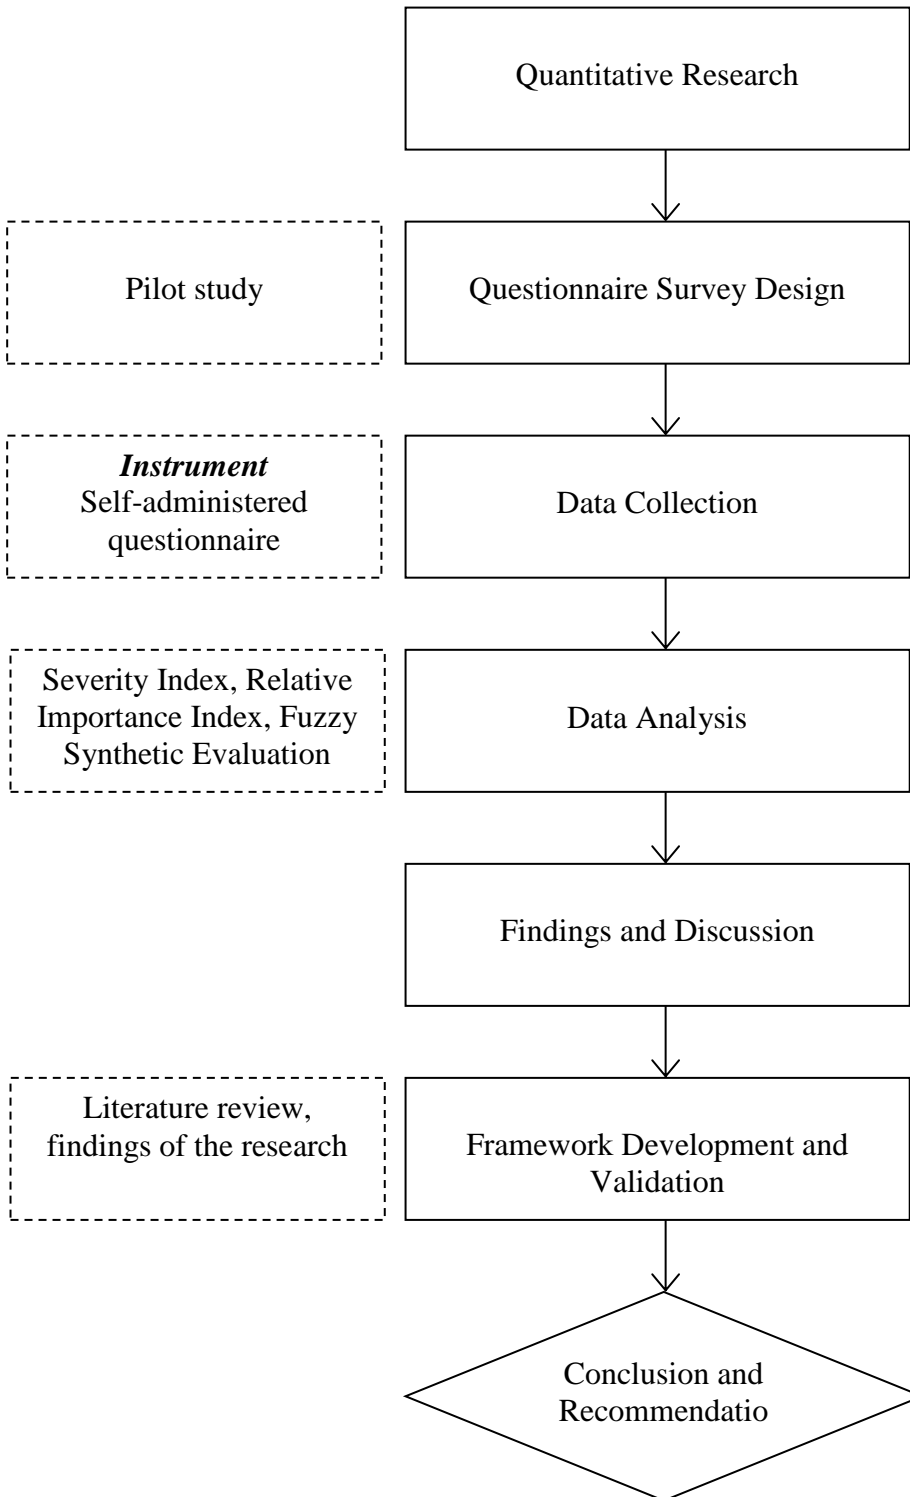 Quantitative Research
Pilot study
Questionnaire Survey Design
Instrument
Self-administered
questionnaire
Data Collection
Severity Index, Relative
Importance Index, Fuzzy
Synthetic Evaluation
Data Analysis
Findings and Discussion
Literature review,
findings of the research
Framework Development and
Validation
Conclusion and
Recommendatio